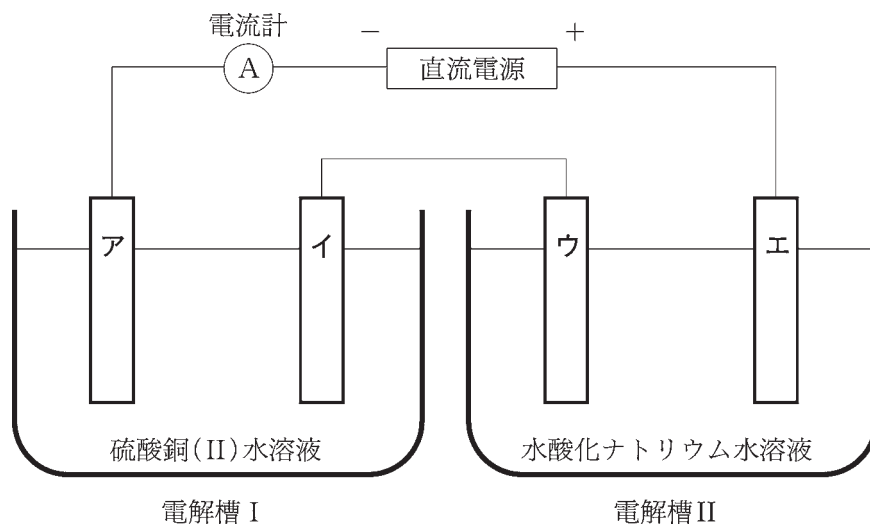 電流計
− +
A 直流電源
ア イ ウ エ
硫酸銅(II)水溶液 水酸化ナトリウム水溶液
電解槽 I 電解槽 II